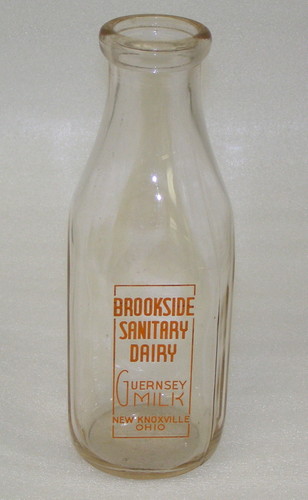 BROOKSIDE
SANITARY
DAIRY
GUERNSEY
MILK
NEW KNOXVILLE
OHIO